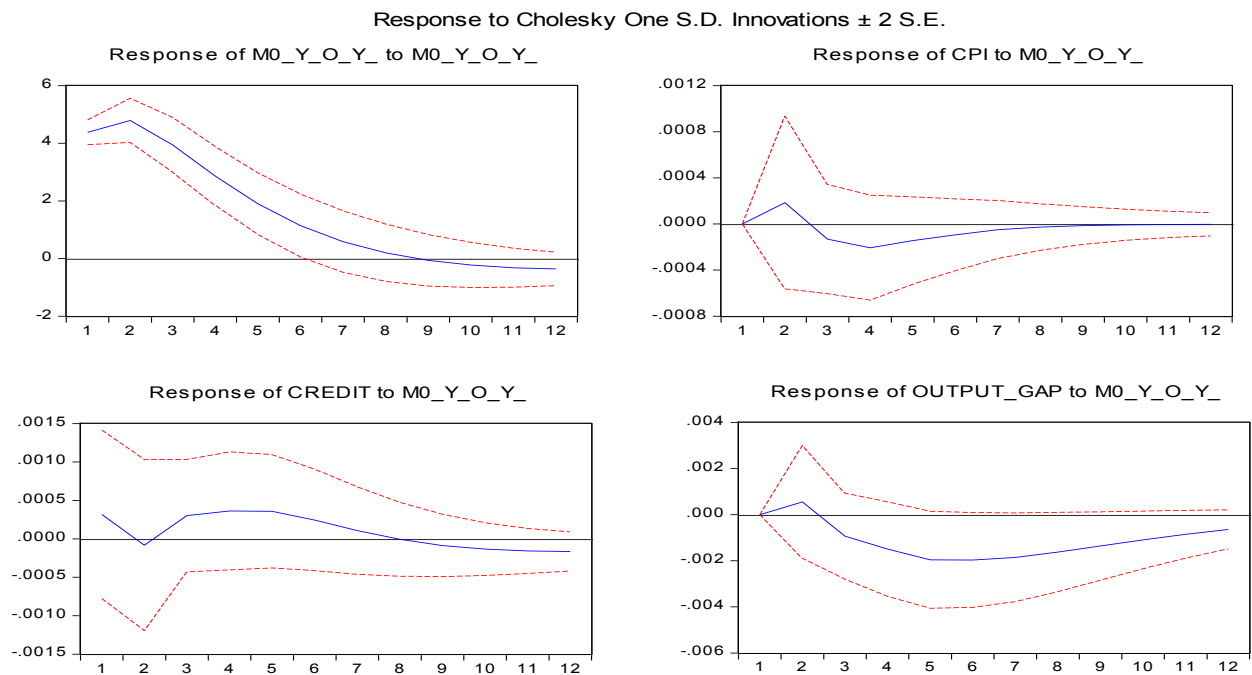 Response to Cholesky One S.D. Innovations ± 2 S.E.
Response of M0_Y_O_Y_ to M0_Y_O_Y_
6
4
2
0
-2
1 2 3 4 5 6 7 8 9 10 11 12
Response of CPI to M0_Y_O_Y_
.0012
.0008
.0004
.0000
-.0004
-.0008
1 2 3 4 5 6 7 8 9 10 11 12
Response of CREDIT to M0_Y_O_Y_
.0015
.0010
.0005
.0000
-.0005
-.0010
-.0015
1 2 3 4 5 6 7 8 9 10 11 12
Response of OUTPUT_GAP to M0_Y_O_Y_
.004
.002
.000
-.002
-.004
-.006
1 2 3 4 5 6 7 8 9 10 11 12